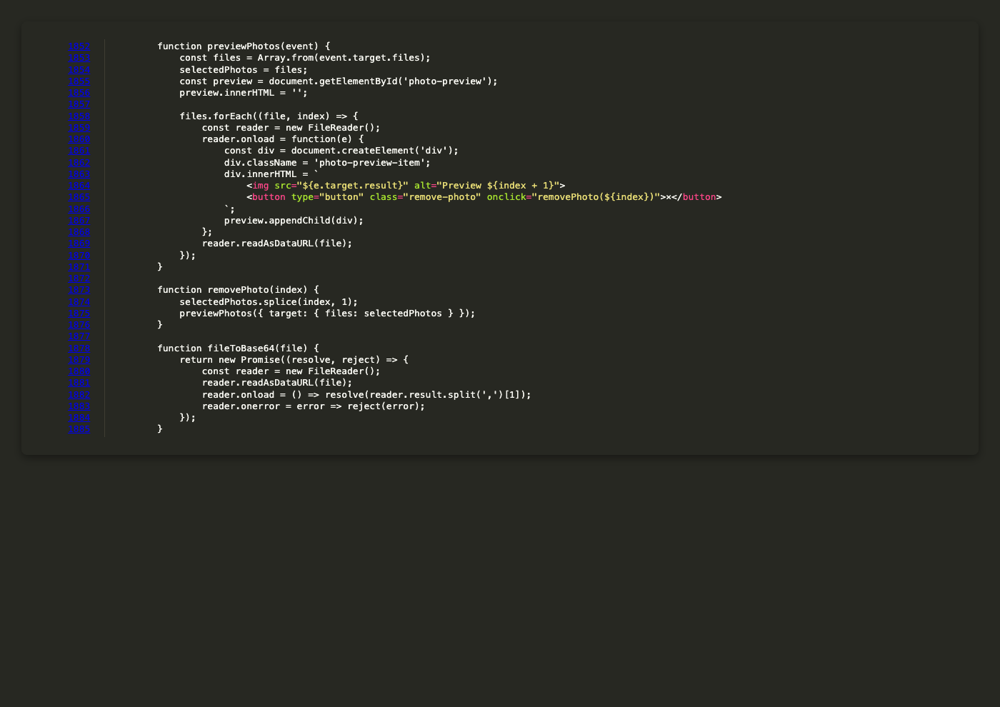 1852 function previewPhotos(event) {
1853 const files = Array.from(event.target.files);
1854 selectedPhotos = files;
1855 const preview = document.getElementById('photo-preview');
1856 preview.innerHTML = '';
1857
1858 files.forEach((file, index) => {
1859 const reader = new FileReader();
1860 reader.onload = function(e) {
1861 const div = document.createElement('div');
1862 div.className = 'photo-preview-item';
1863 div.innerHTML = `
1864 <img src="${e.target.result}" alt="Preview ${index + 1}">
1865 <button type="button" class="remove-photo" onclick="removePhoto(${index})">×</button>
1866 `;
1867 preview.appendChild(div);
1868 };
1869 reader.readAsDataURL(file);
1870 });
1871 }
1872
1873 function removePhoto(index) {
1874 selectedPhotos.splice(index, 1);
1875 previewPhotos({ target: { files: selectedPhotos } });
1876 }
1877
1878 function fileToBase64(file) {
1879 return new Promise((resolve, reject) => {
1880 const reader = new FileReader();
1881 reader.readAsDataURL(file);
1882 reader.onload = () => resolve(reader.result.split(',')[1]);
1883 reader.onerror = error => reject(error);
1884 });
1885 }